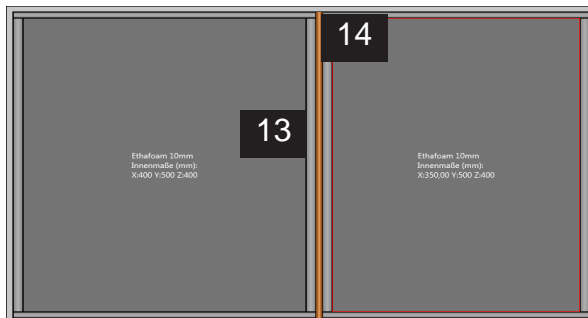 14
13
Ethafoam 10mm
Innenmaße (mm):
X:400 Y:500 Z:400
Ethafoam 10mm
Innenmaße (mm):
X:350,00 Y:500 Z:400